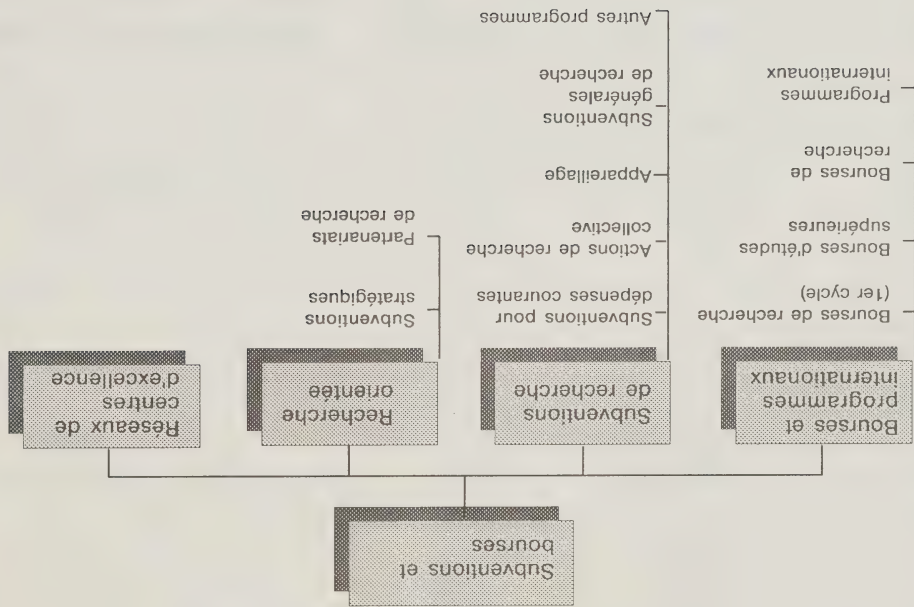 Subventions et
bourses
Bourses et
programmes
internationaux
Bourses de recherche
(1er cycle)
Bourses d'études
supérieures
Bourses de
recherche
Programmes
internationaux
Subventions
de recherche
Subventions pour
dépenses courantes
Actions de recherche
collective
Appareillage
Subventions
générales
de recherche
Autres programmes
Recherche
orientée
Subventions
stratégiques
Partenariats
de recherche
Réseaux de
centres
d'excellence